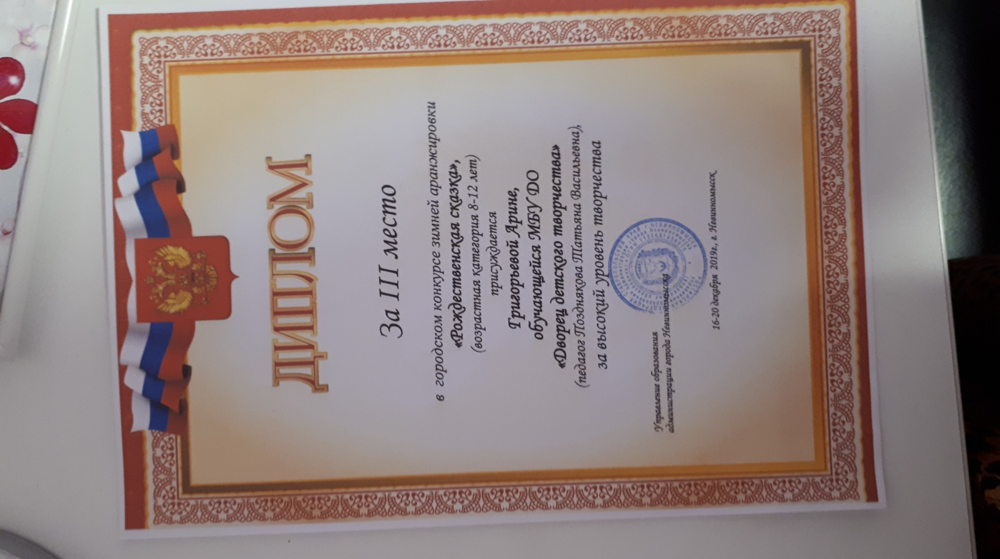 ДИПЛОМ
За III место
в городском конкурсе зимней аранжировки
«Рождественская сказка»,
(возрастная категория 8-12 лет)
присуждается
Григорьевой Арине,
обучающейся МБУ ДО
«Дворец детского творчества»
(педагог Позднякова Татьяна Васильевна),
за высокий уровень творчества
Управление образования
администрации города Невинномысска
16-20 декабря 2019г., г. Невинномысск